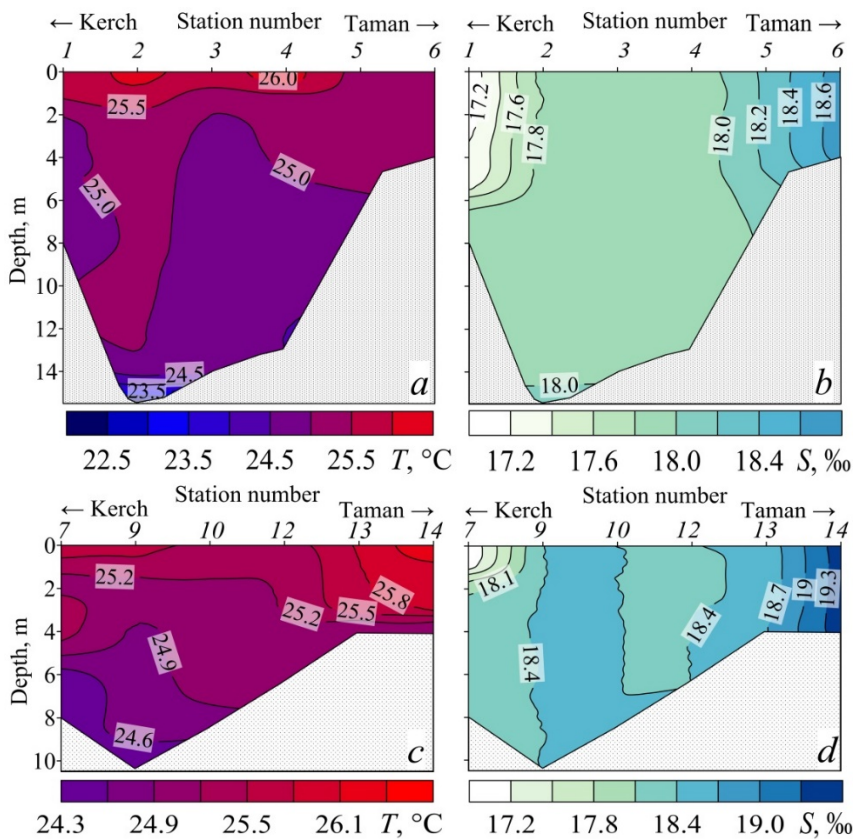 ← Kerch Station number Taman →
1 2 3 4 5 6
← Kerch Station number Taman →
1 2 3 4 5 6
Depth, m
0
2
4
6
8
10
12
14
26.0
25.5
25.0
25.0
24.5
23.5
a
17.2
17.6
17.8
18.0
18.2
18.4
18.6
18.0
b
22.5 23.5 24.5 25.5 T, °C
17.2 17.6 18.0 18.4 S, ‰
← Kerch Station number Taman →
7 9 10 12 13 14
← Kerch Station number Taman →
7 9 10 12 13 14
Depth, m
0
2
4
6
8
10
25.2
25.8
25.5
25.2
24.9
24.6
c
18.1
18.4
18.4
18.7
19
19.3
d
24.3 24.9 25.5 26.1 T, °C
17.2 17.8 18.4 19.0 S, ‰